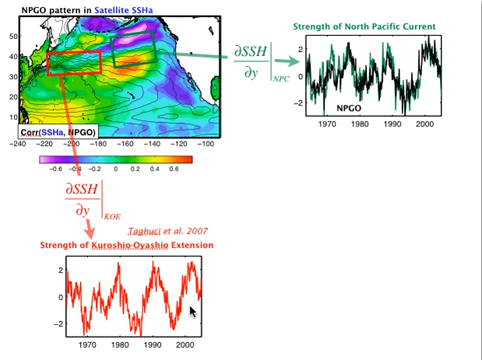 NPGO pattern in Satellite SSHa
50
40
30
20
10
Corr(SSHa, NPGO)
−240 −220 −200 −180 −160 −140 −120 −100
−0.6 −0.4 −0.2 0 0.2 0.4 0.6
∂SSH
∂y NPC
Strength of North Pacific Current
2
0
−2
NPGO
1970 1980 1990 2000
∂SSH
∂y KOE
Taghuci et al. 2007
Strength of Kuroshio-Oyashio Extension
2
0
−2
1970 1980 1990 2000